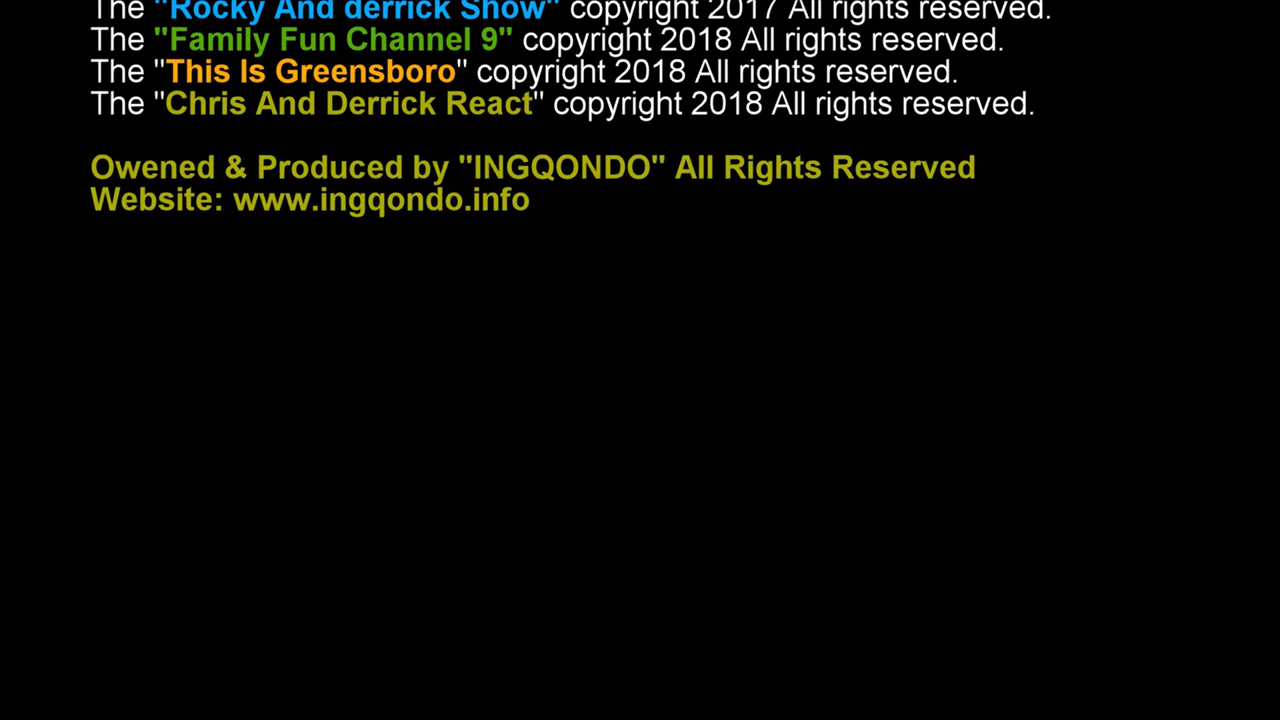 The "Rocky And derrick Show" copyright 2017 All rights reserved.
The "Family Fun Channel 9" copyright 2018 All rights reserved.
The "This Is Greensboro" copyright 2018 All rights reserved.
The "Chris And Derrick React" copyright 2018 All rights reserved.
Owened & Produced by "INGQONDO" All Rights Reserved
Website: www.ingqondo.info